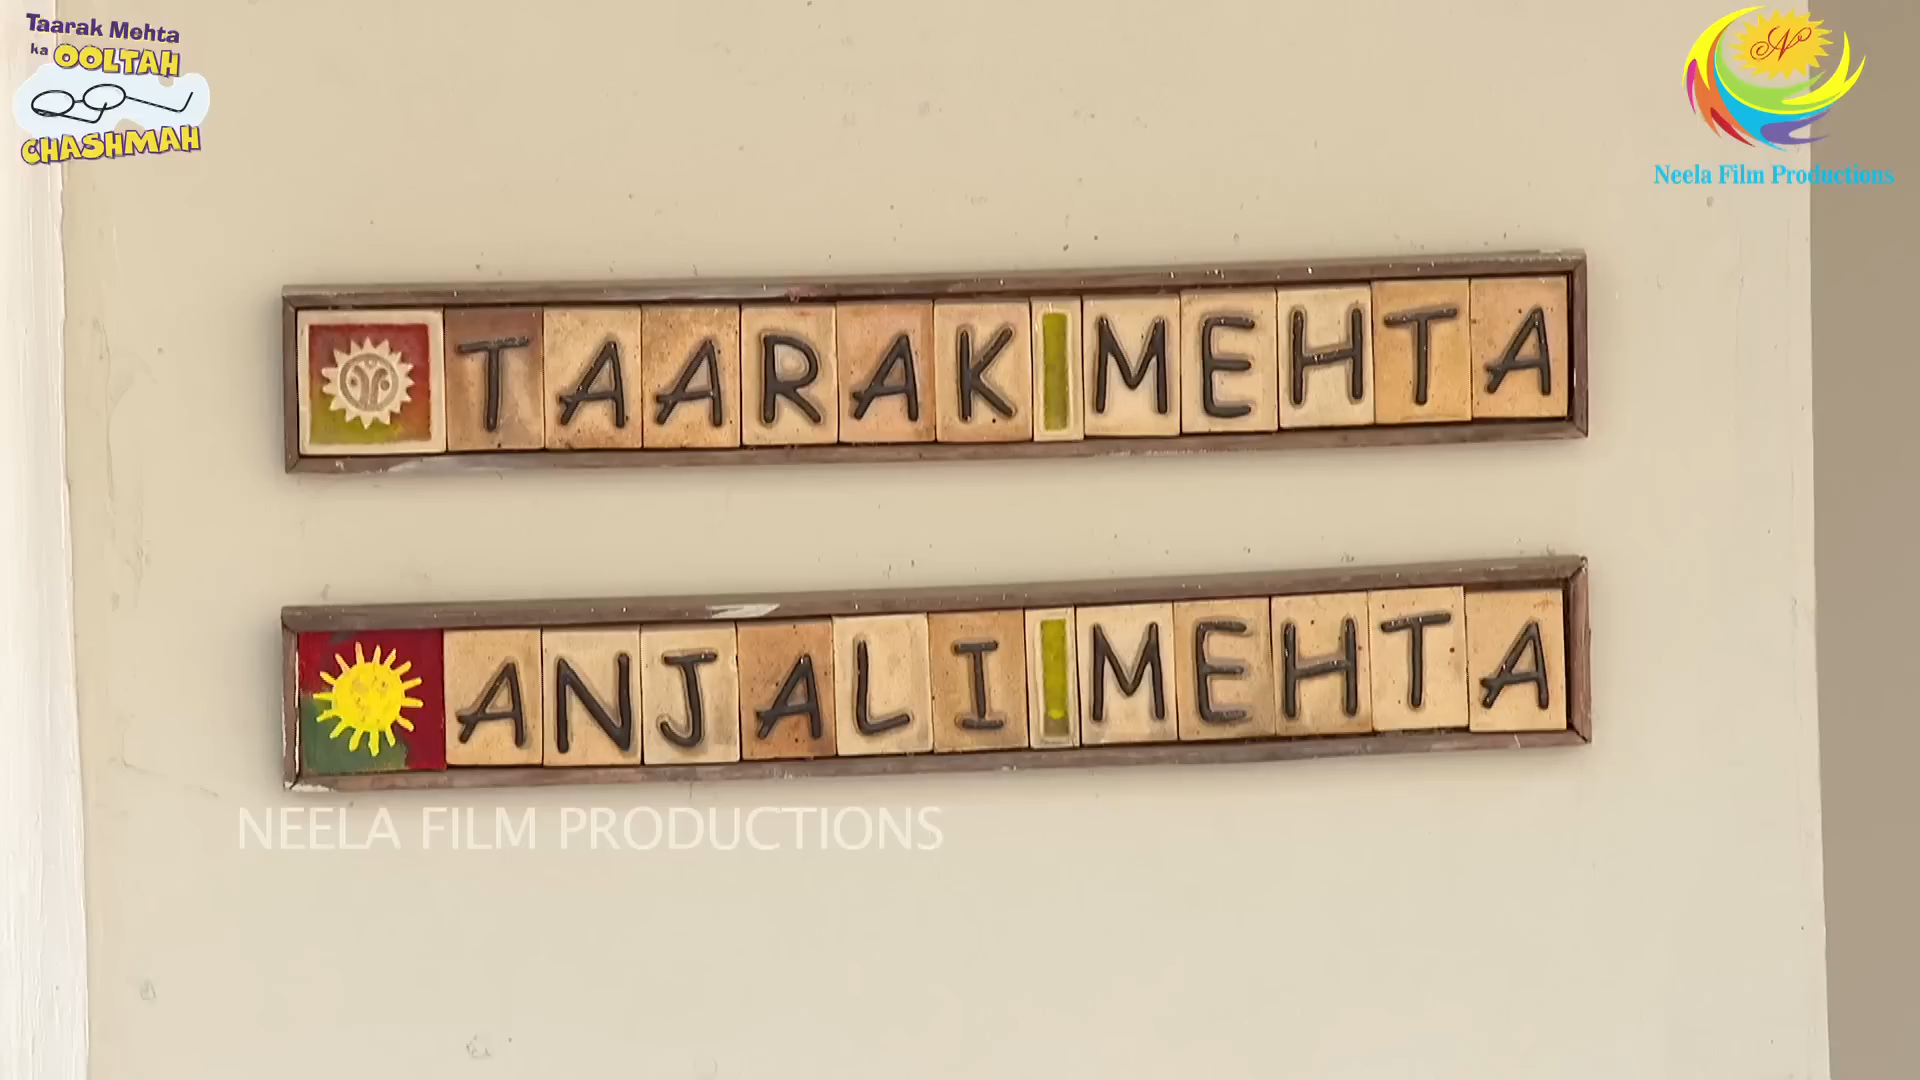 Taarak Mehta
ka OOLTAH
CHASHMAH
N
Neela Film Productions
TAARAK MEHTA
ANJALI MEHTA
NEELA FILM PRODUCTIONS